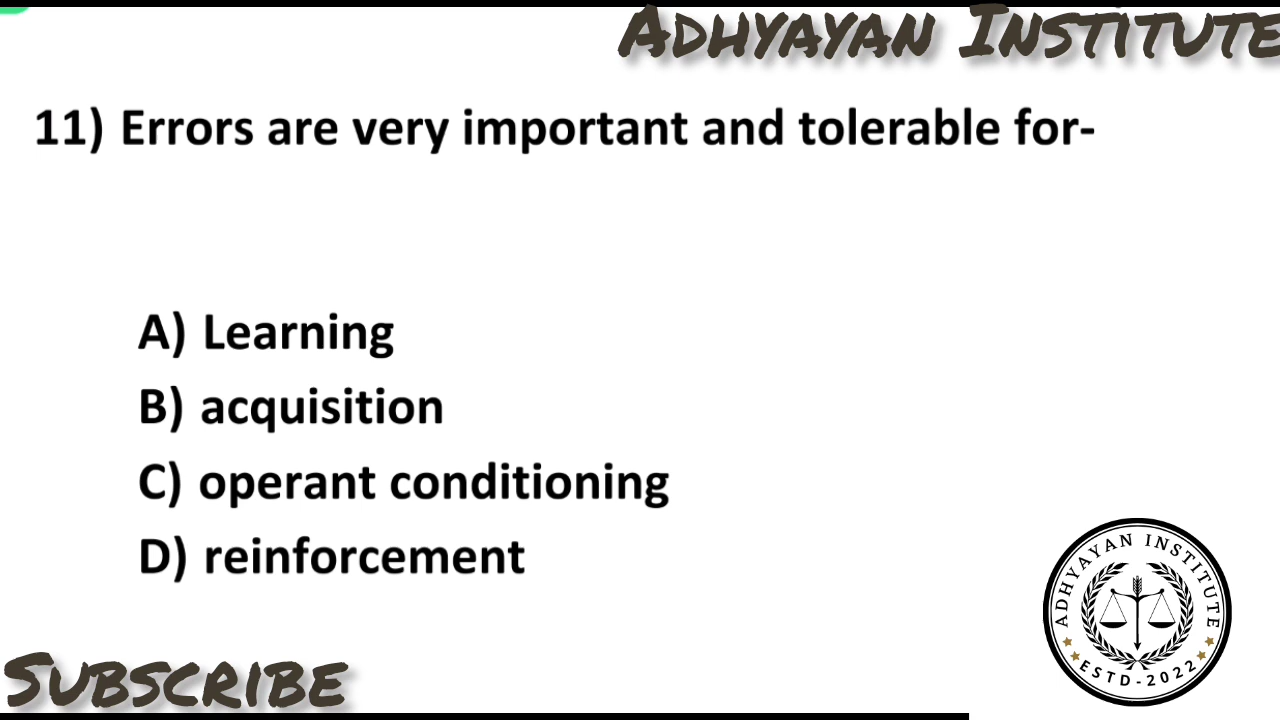 ADHYAYAN INSTITUTE
11) Errors are very important and tolerable for-
A) Learning
B) acquisition
C) operant conditioning
D) reinforcement
ADHYAYAN INSTITUTE
ESTD-2022
SUBSCRIBE